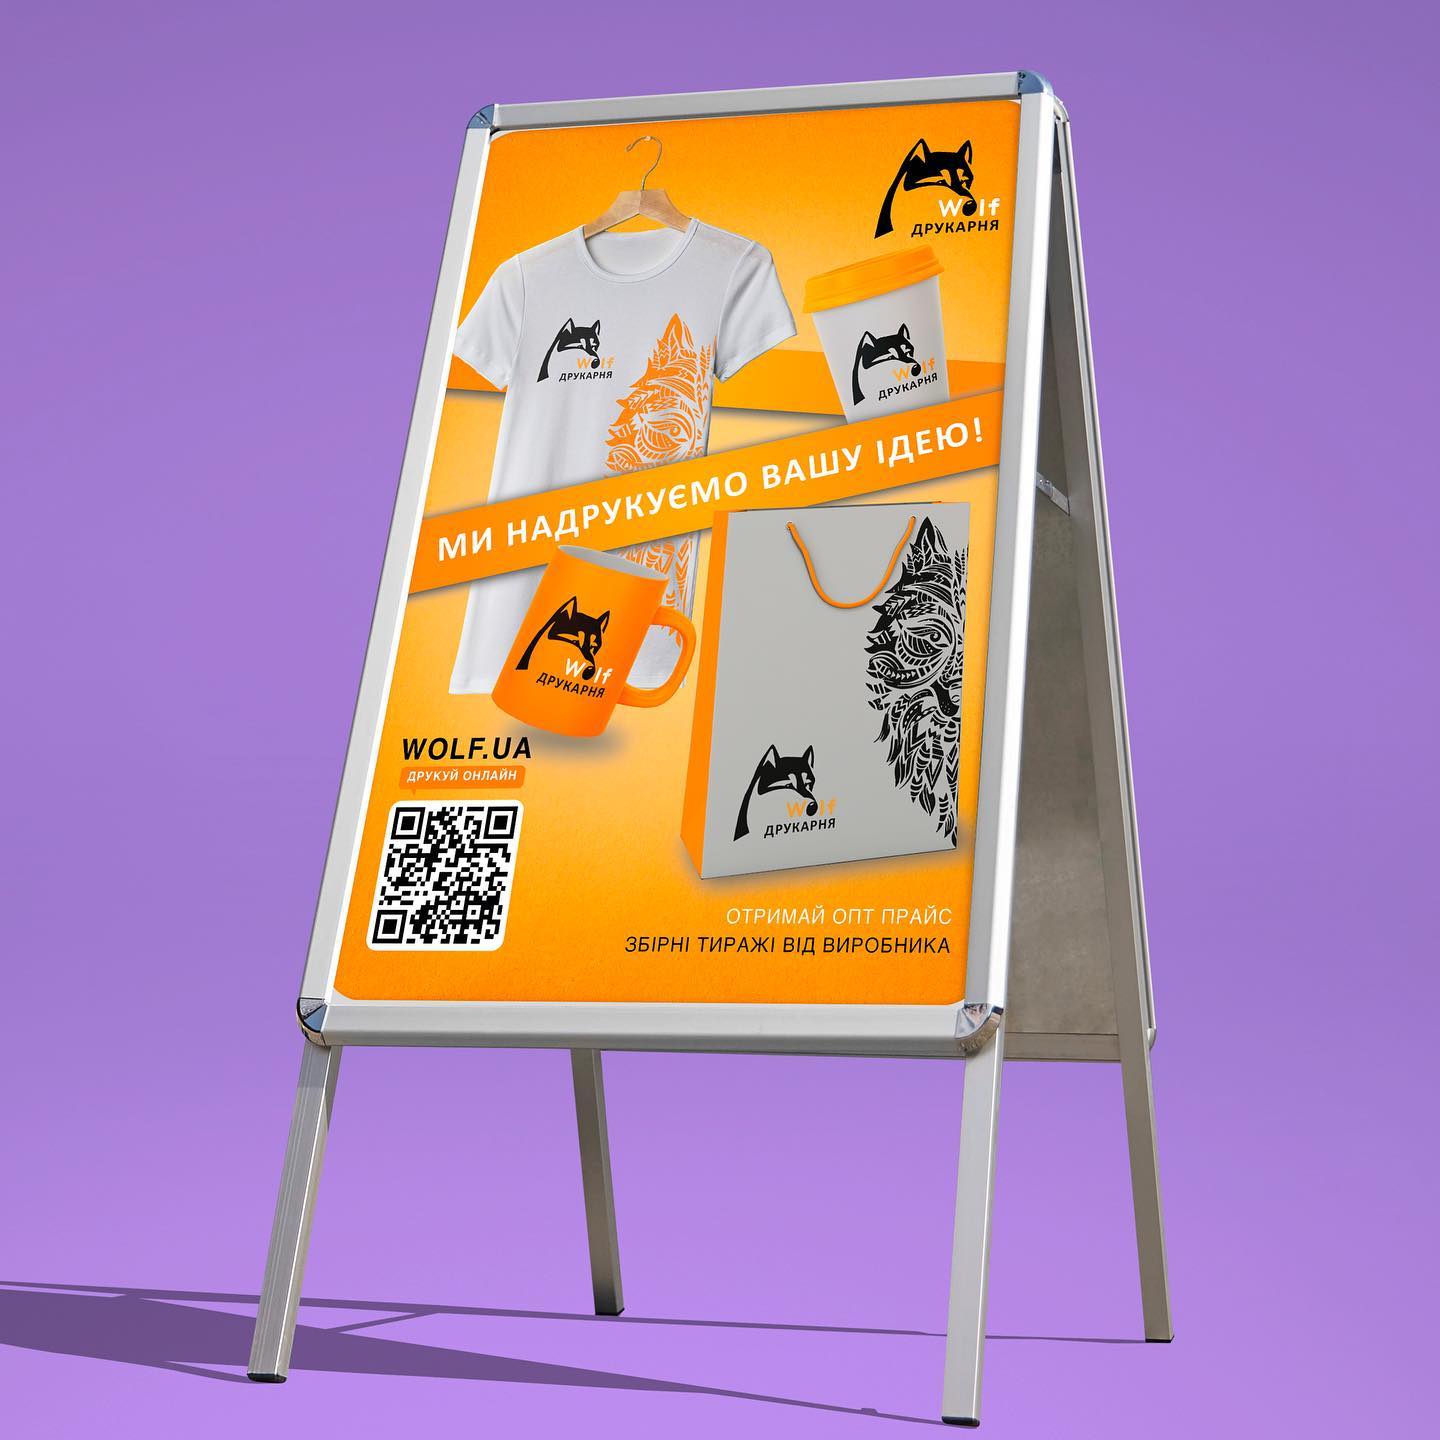 Wolf
ДРУКАРНЯ
Wolf
ДРУКАРНЯ
Wolf
ДРУКАРНЯ
МИ НАДРУКУЄМО ВАШУ ІДЕЮ!
Wolf
ДРУКАРНЯ
WOLF.UA
ДРУКУЙ ОНЛАЙН
Wolf
ДРУКАРНЯ
ОТРИМАЙ ОПТ ПРАЙС
ЗБІРНІ ТИРАЖІ ВІД ВИРОБНИКА